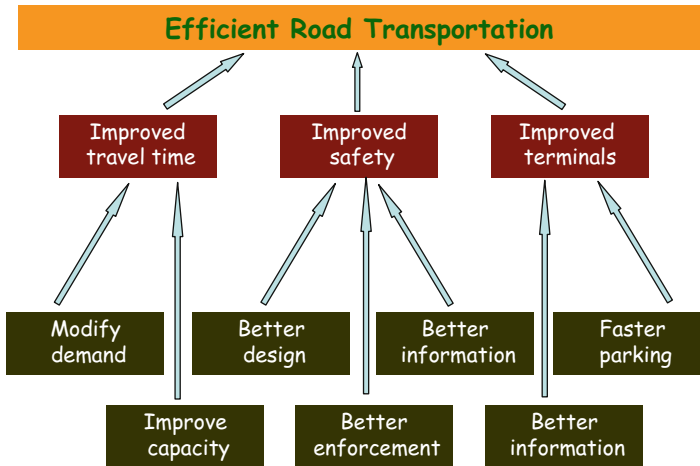 Efficient Road Transportation
Improved
travel time
Improved
safety
Improved
terminals
Modify
demand
Better
design
Better
information
Faster
parking
Improve
capacity
Better
enforcement
Better
information